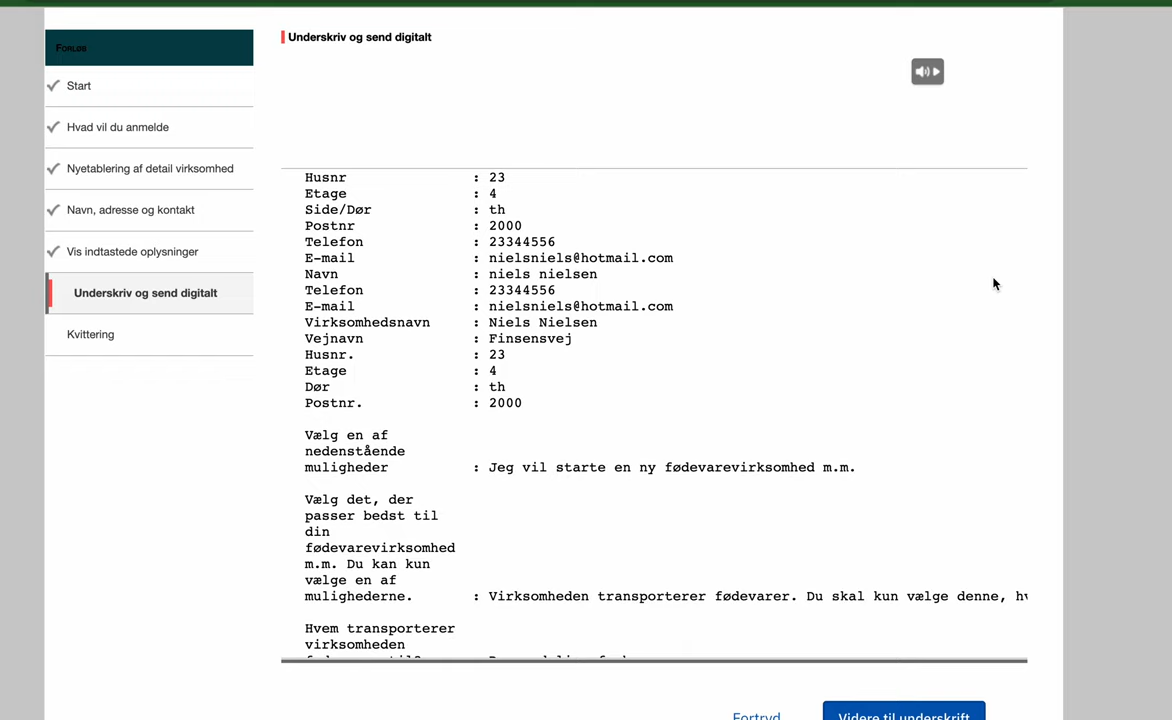 Forløb
Start
Hvad vil du anmelde
Nyetablering af detail virksomhed
Navn, adresse og kontakt
Vis indtastede oplysninger
Underskriv og send digitalt
Kvittering
Underskriv og send digitalt
Husnr : 23
Etage : 4
Side/Dør : th
Postnr : 2000
Telefon : 23344556
E-mail : nielsniels@hotmail.com
Navn : niels nielsen
Telefon : 23344556
E-mail : nielsniels@hotmail.com
Virksomhedsnavn : Niels Nielsen
Vejnavn : Finsensvej
Husnr. : 23
Etage : 4
Dør : th
Postnr. : 2000
Vælg en af
nedenstående
muligheder : Jeg vil starte en ny fødevarevirksomhed m.m.
Vælg det, der
passer bedst til
din
fødevarevirksomhed
m.m. Du kan kun
vælge en af
mulighederne. : Virksomheden transporterer fødevarer. Du skal kun vælge denne,
Hvem transporterer
virksomheden
Fortryd
Videre til underskrift